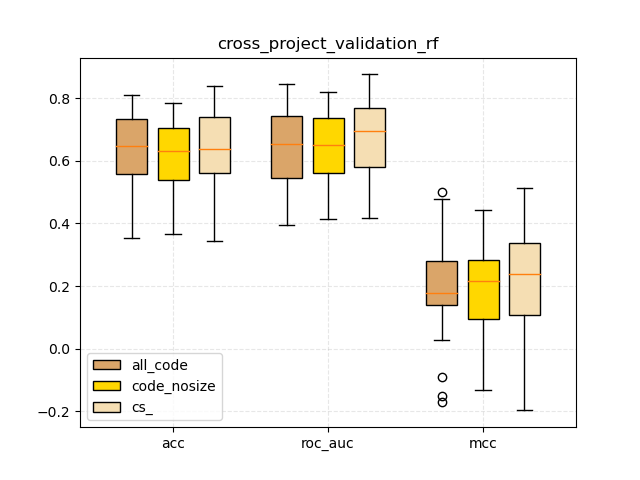 cross_project_validation_rf
0.8
0.6
0.4
0.2
0.0
−0.2
all_code
code_nosize
cs_
acc
roc_auc
mcc